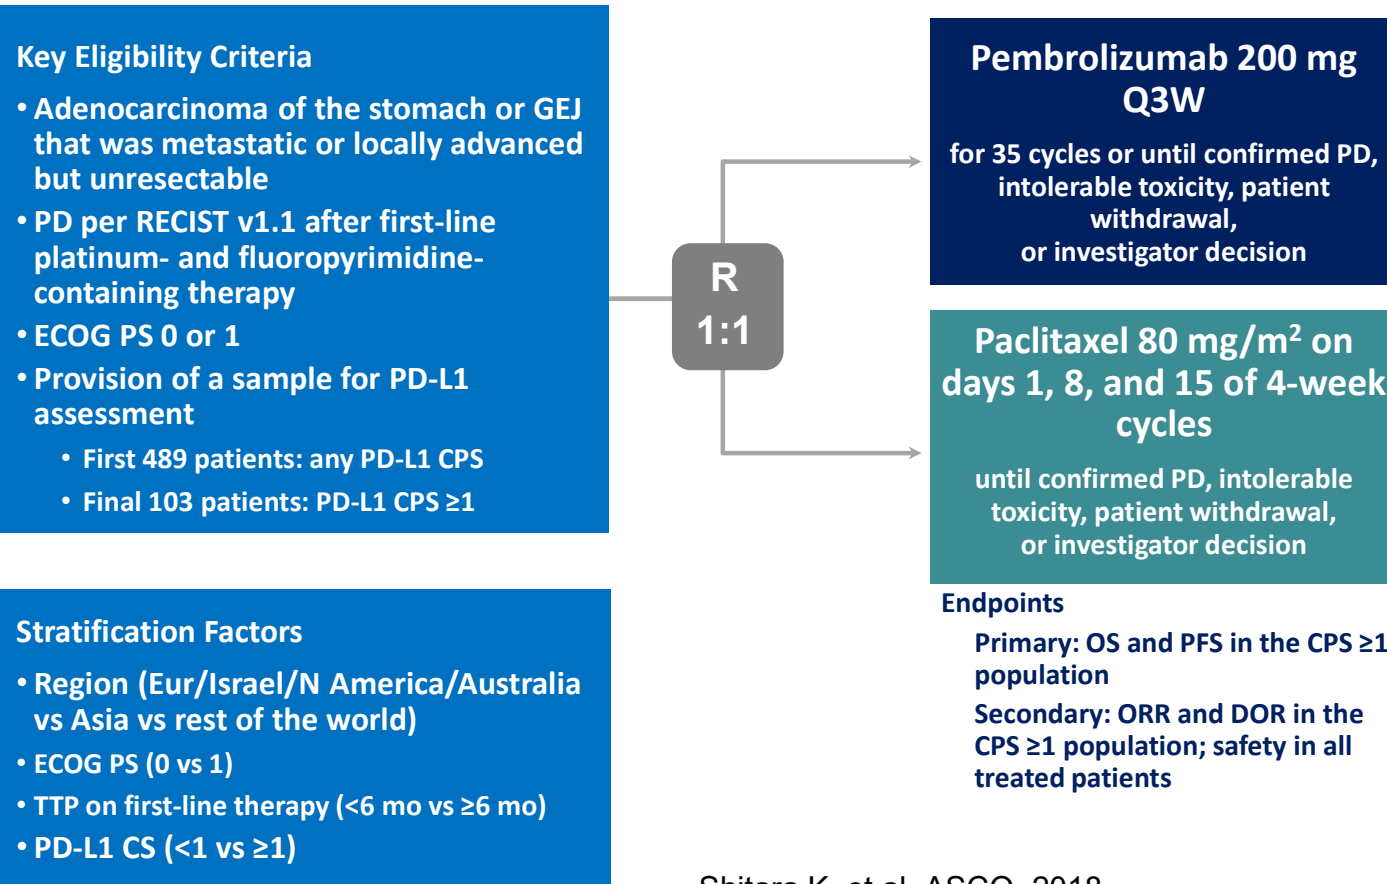 Key Eligibility Criteria
• Adenocarcinoma of the stomach or GEJ
that was metastatic or locally advanced
but unresectable
• PD per RECIST v1.1 after first-line
platinum- and fluoropyrimidine-
containing therapy
• ECOG PS 0 or 1
• Provision of a sample for PD-L1
assessment
• First 489 patients: any PD-L1 CPS
• Final 103 patients: PD-L1 CPS ≥1
Stratification Factors
• Region (Eur/Israel/N America/Australia
vs Asia vs rest of the world)
• ECOG PS (0 vs 1)
• TTP on first-line therapy (<6 mo vs ≥6 mo)
• PD-L1 CS (<1 vs ≥1)
R
1:1
Pembrolizumab 200 mg
Q3W
for 35 cycles or until confirmed PD,
intolerable toxicity, patient
withdrawal,
or investigator decision
Paclitaxel 80 mg/m² on
days 1, 8, and 15 of 4-week
cycles
until confirmed PD, intolerable
toxicity, patient withdrawal,
or investigator decision
Endpoints
Primary: OS and PFS in the CPS ≥1
population
Secondary: ORR and DOR in the
CPS ≥1 population; safety in all
treated patients
Shitara K, et al. ASCO. 2018